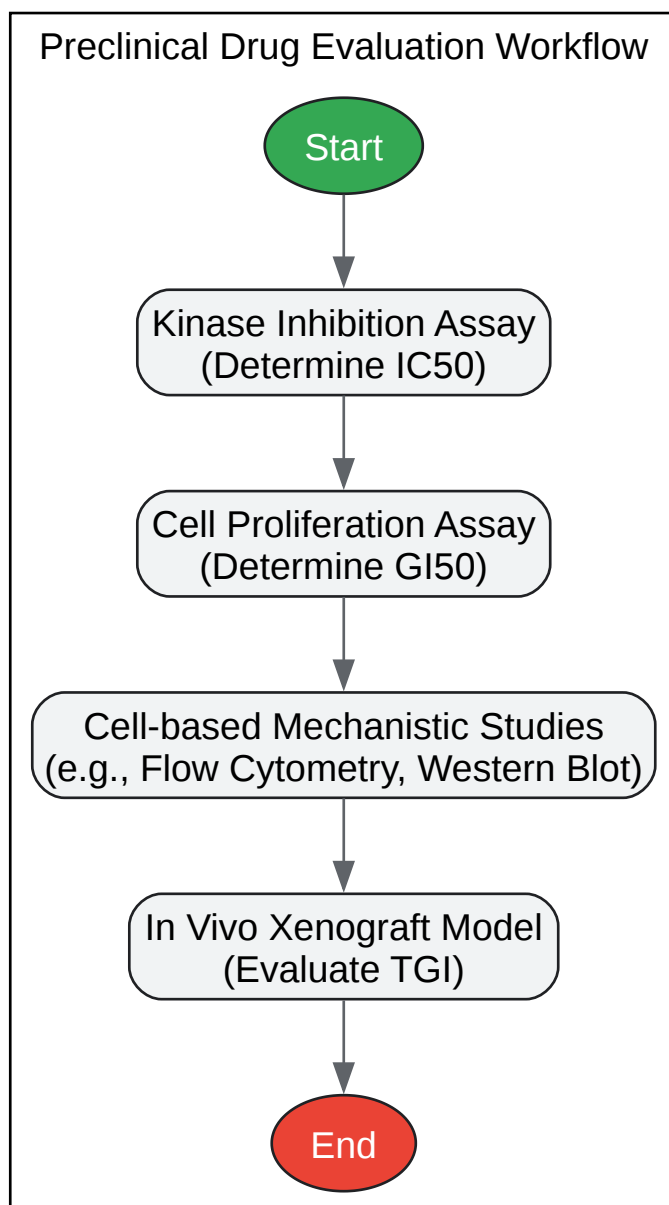 Preclinical Drug Evaluation Workflow
Start
Kinase Inhibition Assay
(Determine IC50)
Cell Proliferation Assay
(Determine GI50)
Cell-based Mechanistic Studies
(e.g., Flow Cytometry, Western Blot)
In Vivo Xenograft Model
(Evaluate TGI)
End